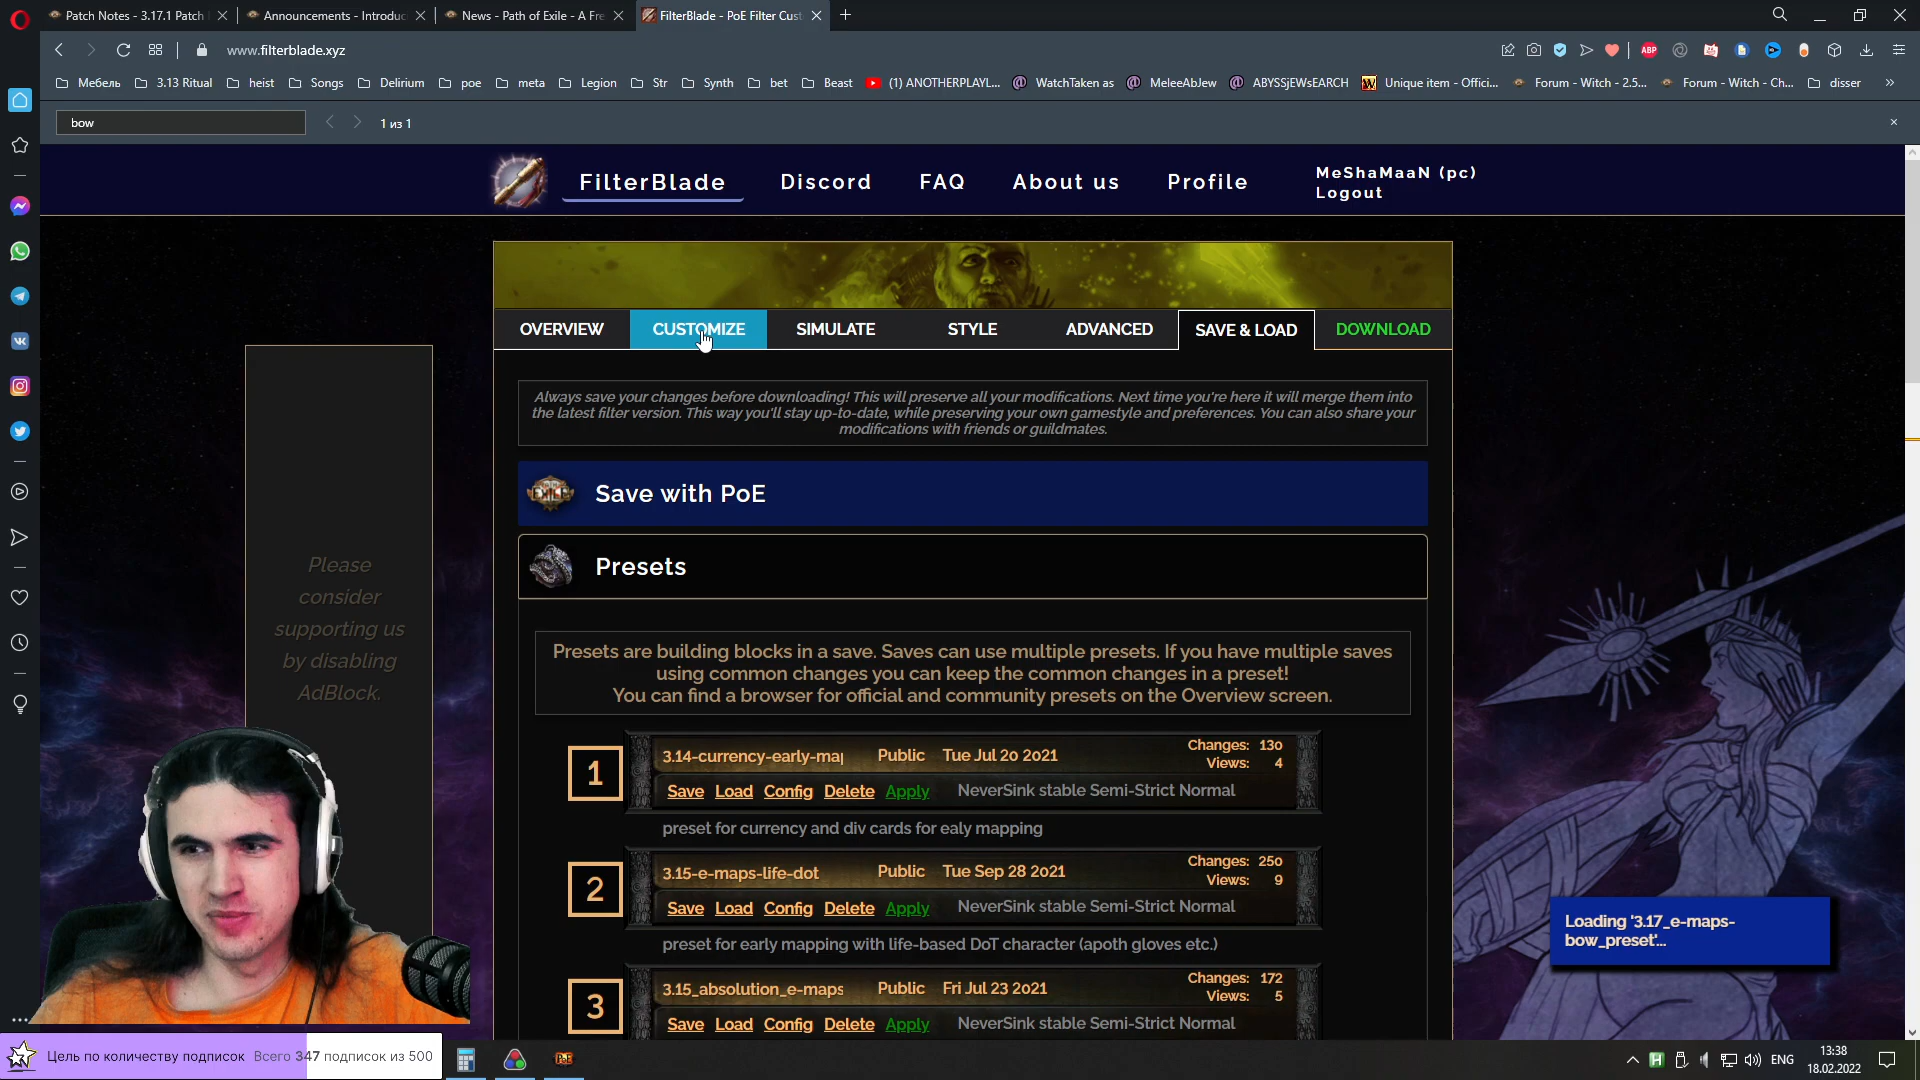 Patch Notes - 3.17.1 Patch
Announcements - Introduc
News - Path of Exile - A Fre
FilterBlade - PoE Filter Cust
www.filterblade.xyz
ABP
Мебель
3.13 Ritual
heist
Songs
Delirium
poe
meta
Legion
Str
Synth
bet
Beast
(1) ANOTHERPLAYL...
WatchTaken as
MeleeAbJew
ABYSSjEWsEARCH
Unique item - Offici...
Forum - Witch - 2.5...
Forum - Witch - Ch...
disser
bow
1 из 1
FilterBlade
Discord
FAQ
About us
Profile
MeShaMaaN (pc)
Logout
OVERVIEW
CUSTOMIZE
SIMULATE
STYLE
ADVANCED
SAVE & LOAD
DOWNLOAD
Always save your changes before downloading! This will preserve all your modifications. Next time you're here it will merge them into
the latest filter version. This way you'll stay up-to-date, while preserving your own gamestyle and preferences. You can also share your
modifications with friends or guildmates.
Save with PoE
Presets
Please
consider
supporting us
by disabling
AdBlock.
Presets are building blocks in a save. Saves can use multiple presets. If you have multiple saves
using common changes you can keep the common changes in a preset!
You can find a browser for official and community presets on the Overview screen.
1
3.14-currency-early-map
Public
Tue Jul 20 2021
Changes: 130
Views: 4
Save Load Config Delete Apply
NeverSink stable Semi-Strict Normal
preset for currency and div cards for ealy mapping
2
3.15-e-maps-life-dot
Public
Tue Sep 28 2021
Changes: 250
Views: 9
Save Load Config Delete Apply
NeverSink stable Semi-Strict Normal
preset for early mapping with life-based DoT character (apoth gloves etc.)
3
3.15_absolution_e-maps
Public
Fri Jul 23 2021
Changes: 172
Views: 5
Save Load Config Delete Apply
NeverSink stable Semi-Strict Normal
Loading '3.17_e-maps-
bow_preset'...
Цель по количеству подписок
Всего 347 подписок из 500
PoE
ENG
13:38
18.02.2022